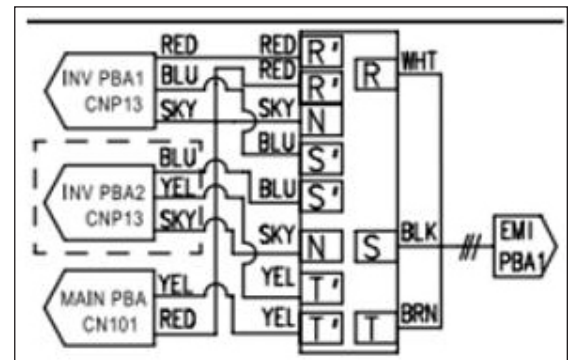 RED
RED
R'
WHT
INV PBA1
CNP13
BLU
RED
R'
R
SKY
SKY
N
BLU
S'
BLU
INV PBA2
CNP13
YEL
BLU
S'
SKY
SKY
N
S
BLK
EMI
PBA1
MAIN PBA
CN101
YEL
YEL
T'
RED
YEL
T'
T
BRN